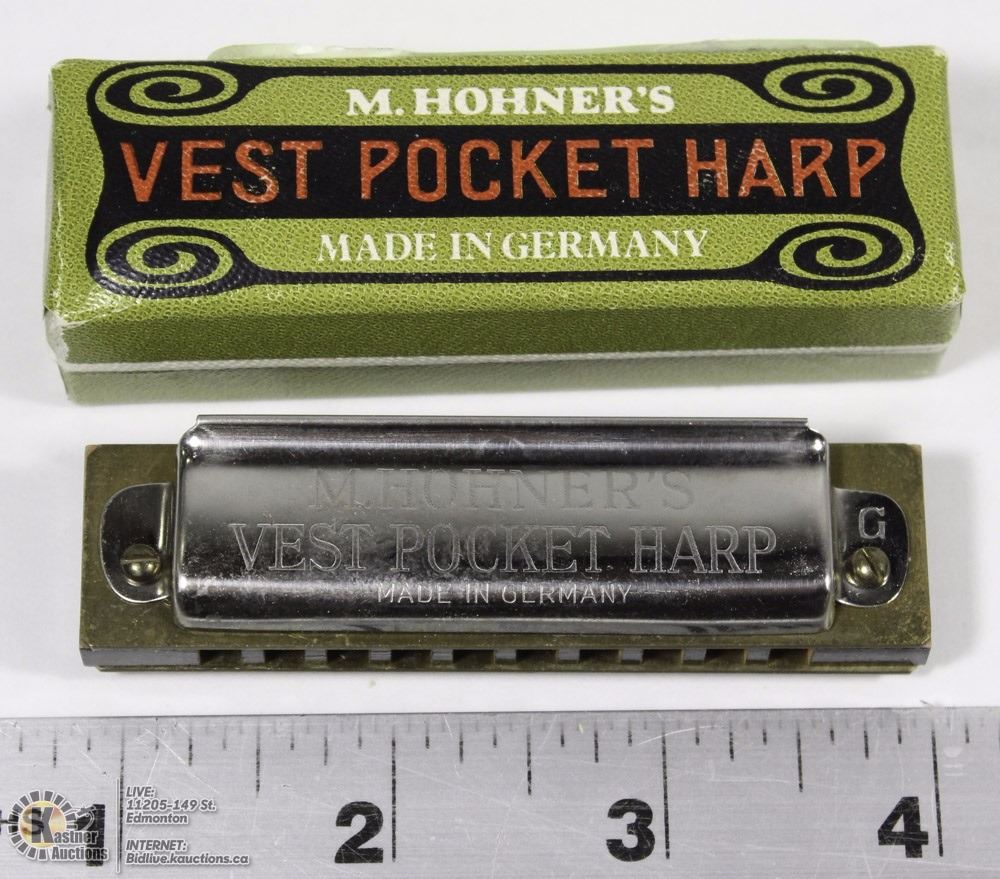 M. HOHNER'S
VEST POCKET HARP
MADE IN GERMANY
M. HOHNER'S
VEST POCKET HARP
MADE IN GERMANY
G
1 2 3 4
Kastner
Auctions
LIVE:
11205-149 St.
Edmonton
INTERNET:
Bidlive.kauctions.ca